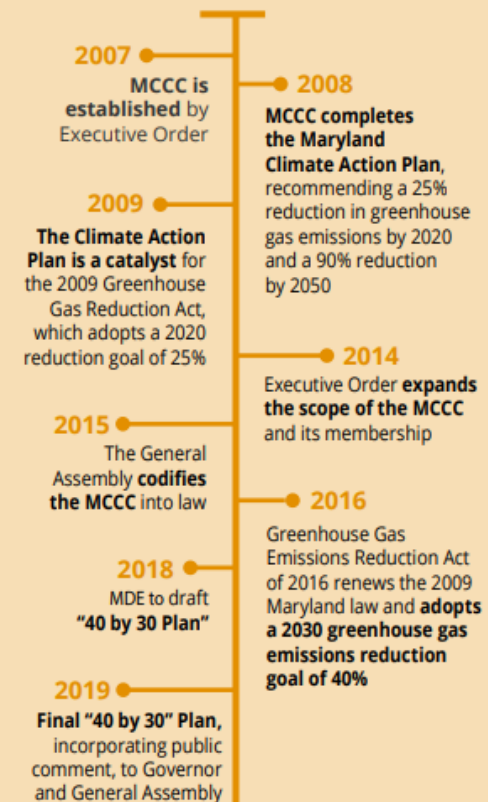 2007
MCCC is
established by
Executive Order
2008
MCCC completes
the Maryland
Climate Action Plan,
recommending a 25%
reduction in greenhouse
gas emissions by 2020
and a 90% reduction
by 2050
2009
The Climate Action
Plan is a catalyst for
the 2009 Greenhouse
Gas Reduction Act,
which adopts a 2020
reduction goal of 25%
2014
Executive Order expands
the scope of the MCCC
and its membership
2015
The General
Assembly codifies
the MCCC into law
2016
Greenhouse Gas
Emissions Reduction Act
of 2016 renews the 2009
Maryland law and adopts
a 2030 greenhouse gas
emissions reduction
goal of 40%
2018
MDE to draft
“40 by 30 Plan”
2019
Final “40 by 30” Plan,
incorporating public
comment, to Governor
and General Assembly